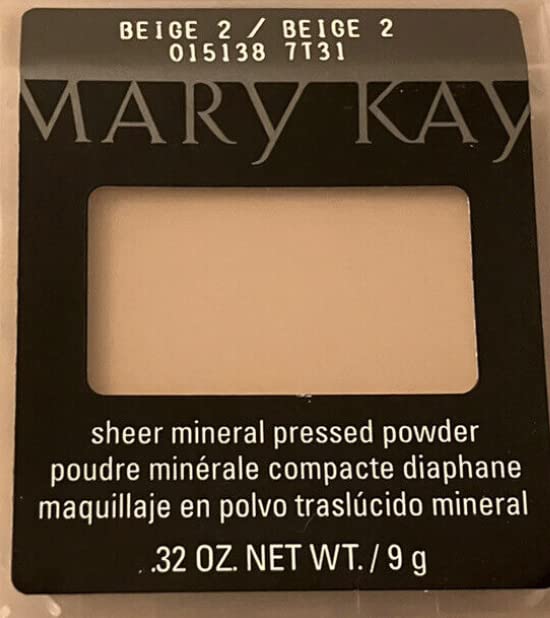 BEIGE 2 / BEIGE 2
015138 7T31
MARY KAY
sheer mineral pressed powder
poudre minérale compacte diaphane
maquillaje en polvo traslúcido mineral
.32 OZ. NET WT. / 9 g